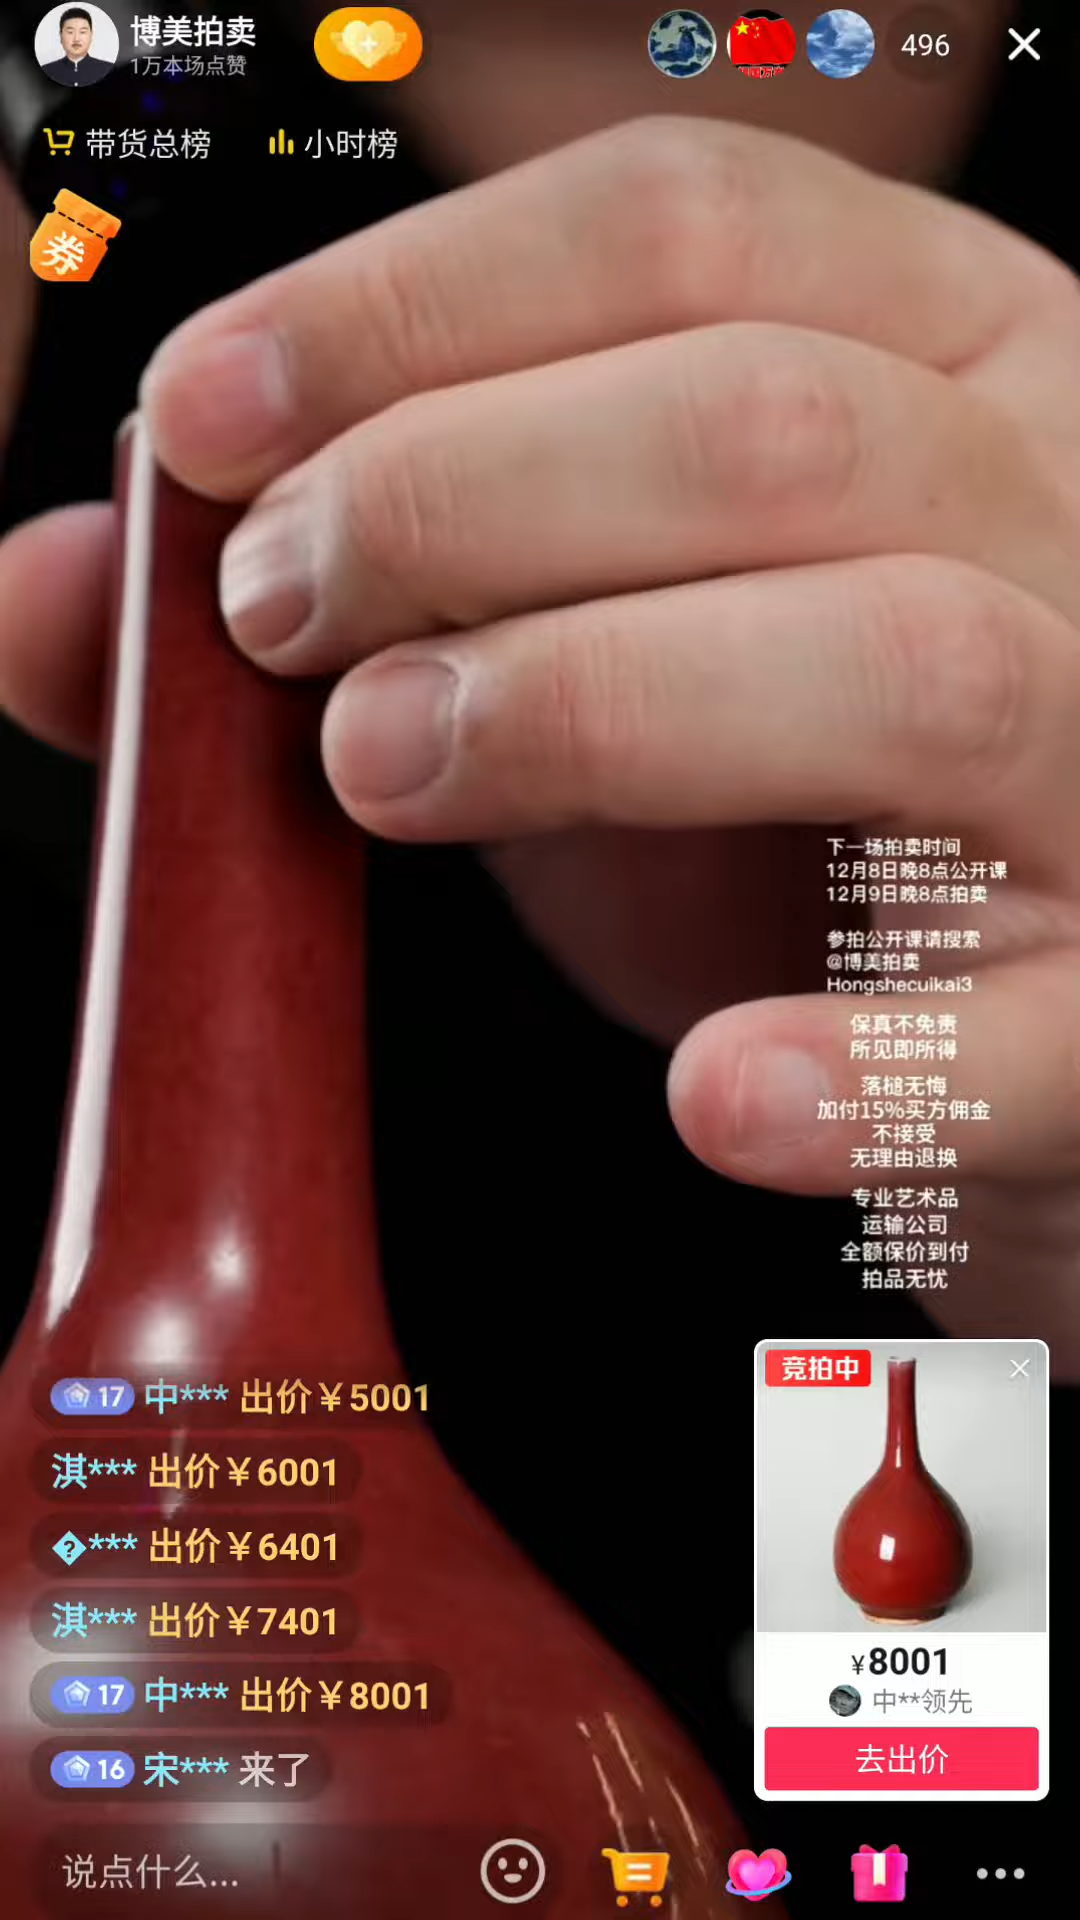 博美拍卖
1万本场点赞
496
带货总榜
小时榜
券
下一场拍卖时间
12月8日晚8点公开课
12月9日晚8点拍卖
参拍公开课请搜索
@博美拍卖
Hongshecuikai3
保真不免责
所见即所得
落槌无悔
加付15%买方佣金
不接受
无理由退换
专业艺术品
运输公司
全额保价到付
拍品无忧
17 中*** 出价¥5001
淇*** 出价¥6001
�*** 出价¥6401
淇*** 出价¥7401
17 中*** 出价¥8001
16 宋*** 来了
竞拍中
¥8001
中**领先
去出价
说点什么...